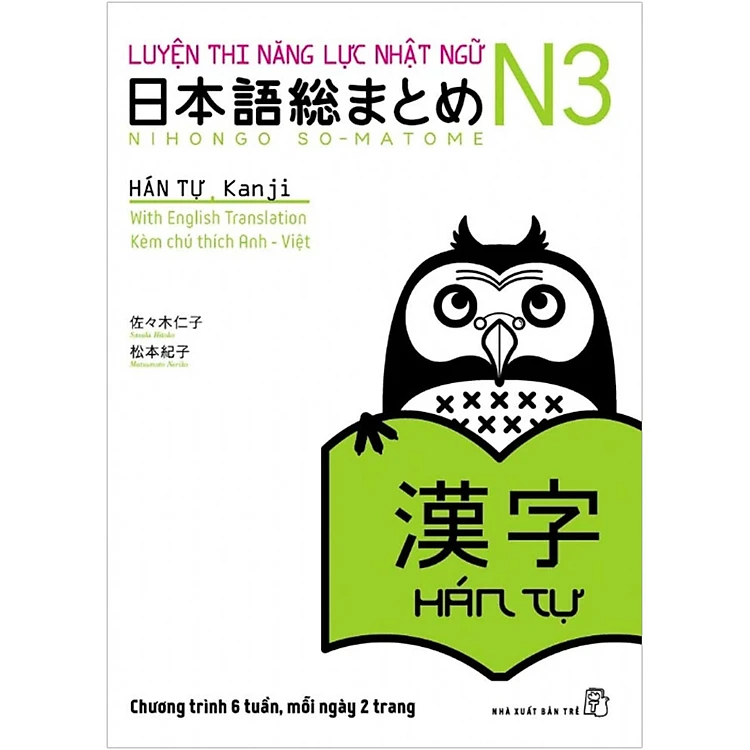 LUYỆN THI NĂNG LỰC NHẬT NGỮ
日本語総まとめ N3
NIHONGO SO-MATOME
HÁN TỰ, Kanji
With English Translation
Kèm chú thích Anh - Việt
佐々木仁子
Sasaki Hitoko
松本紀子
Matsumoto Noriko
漢字
HÁN TỰ
Chương trình 6 tuần, mỗi ngày 2 trang
NHÀ XUẤT BẢN TRẺ